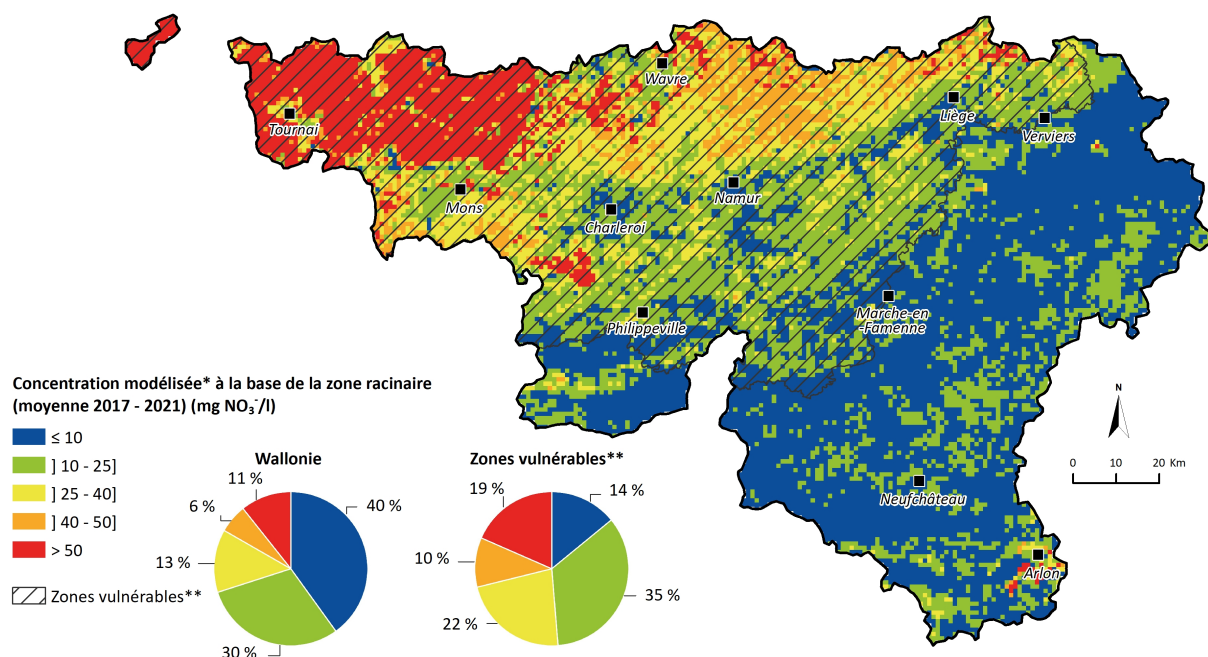 Wavre
Liège
Tournai
Verviers
Mons
Namur
Charleroi
Philippeville
Marche-en
-Famenne
Concentration modélisée* à la base de la zone racinaire
(moyenne 2017 - 2021) (mg NO₃⁻/l)
≤ 10
] 10 - 25]
] 25 - 40]
] 40 - 50]
> 50
Zones vulnérables**
Wallonie
11 %
6 %
40 %
13 %
30 %
Zones vulnérables**
19 %
14 %
10 %
35 %
22 %
N
0 10 20 Km
Neufchâteau
Arlon